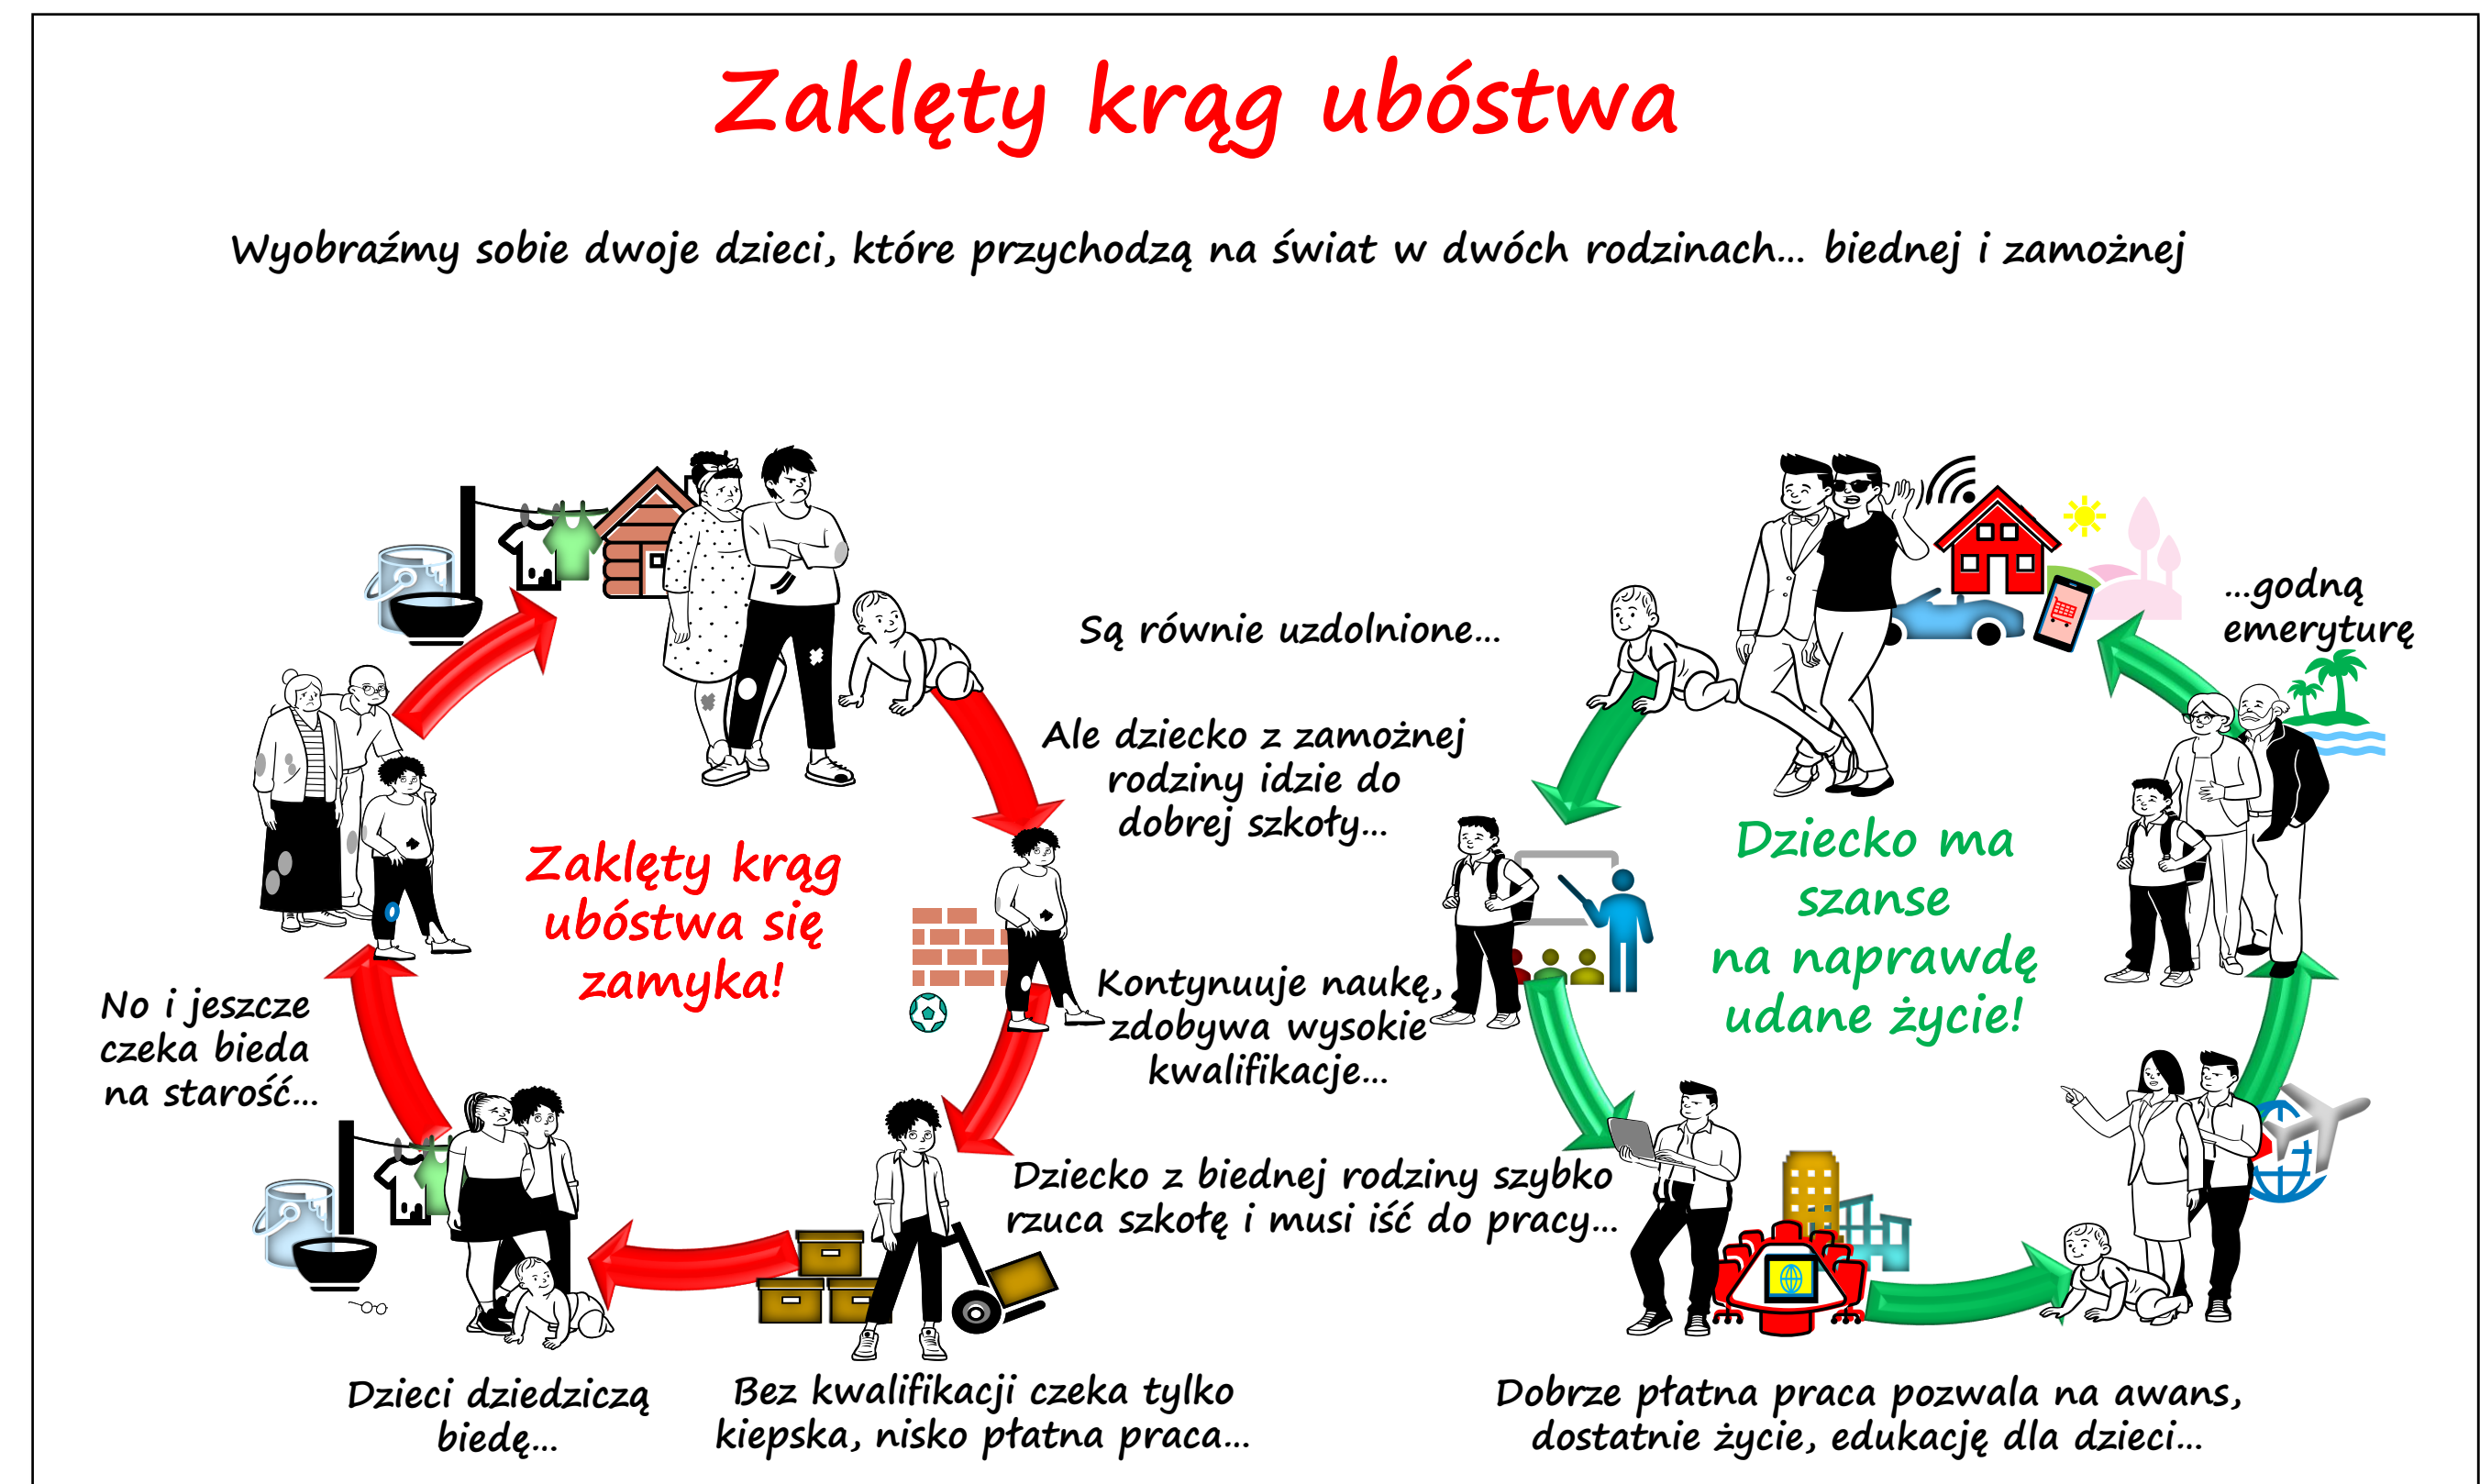 Zaklęty krąg ubóstwa
Wyobraźmy sobie dwoje dzieci, które przychodzą na świat w dwóch rodzinach... biednej i zamożnej
Są równie uzdolnione...
Ale dziecko z zamożnej
rodziny idzie do
dobrej szkoły...
Kontynuuje naukę,
zdobywa wysokie
kwalifikacje...
Dziecko z biednej rodziny szybko
rzuca szkołę i musi iść do pracy...
Bez kwalifikacji czeka tylko
kiepska, nisko płatna praca...
Dzieci dziedziczą
biedę...
No i jeszcze
czeka bieda
na starość...
Zaklęty krąg
ubóstwa się
zamyka!
Dobrze płatna praca pozwala na awans,
dostatnie życie, edukację dla dzieci...
...godną
emeryturę
Dziecko ma
szanse
na naprawdę
udane życie!